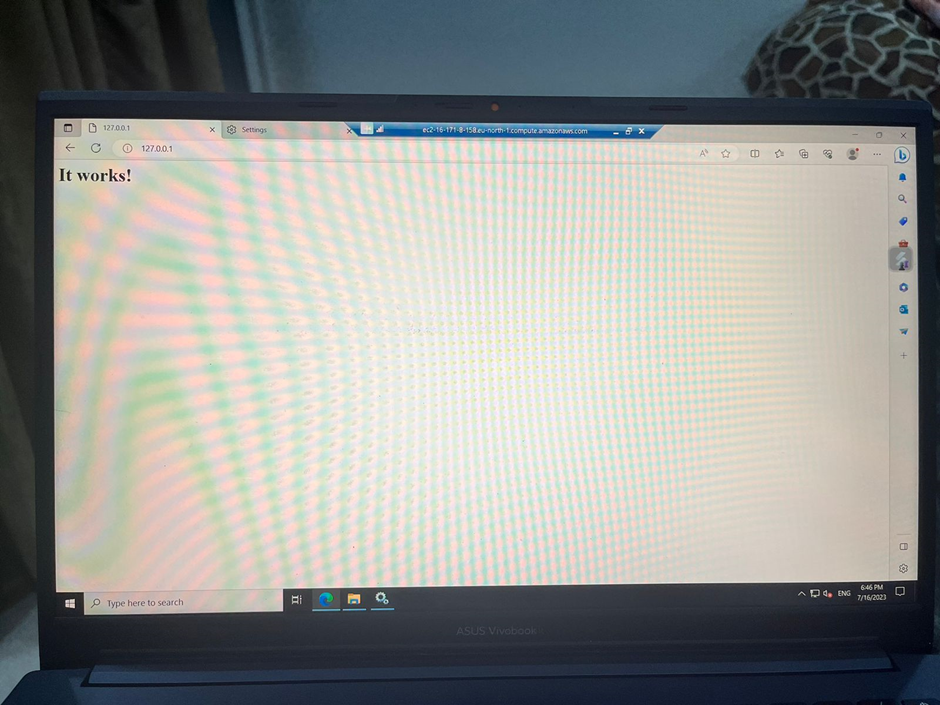 127.0.0.1
Settings
ec2-16-171-8-158.eu-north-1.compute.amazonaws.com
127.0.0.1
It works!
Type here to search
ENG
6:46 PM
7/16/2023
ASUS Vivobook